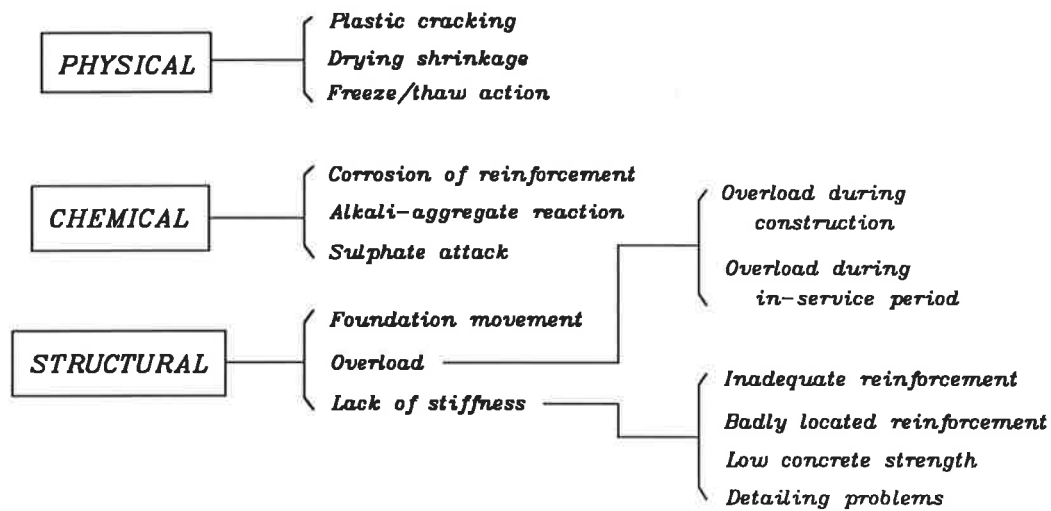 PHYSICAL
Plastic cracking
Drying shrinkage
Freeze/thaw action
CHEMICAL
Corrosion of reinforcement
Alkali-aggregate reaction
Sulphate attack
STRUCTURAL
Foundation movement
Overload
Lack of stiffness
Overload during
construction
Overload during
in-service period
Inadequate reinforcement
Badly located reinforcement
Low concrete strength
Detailing problems